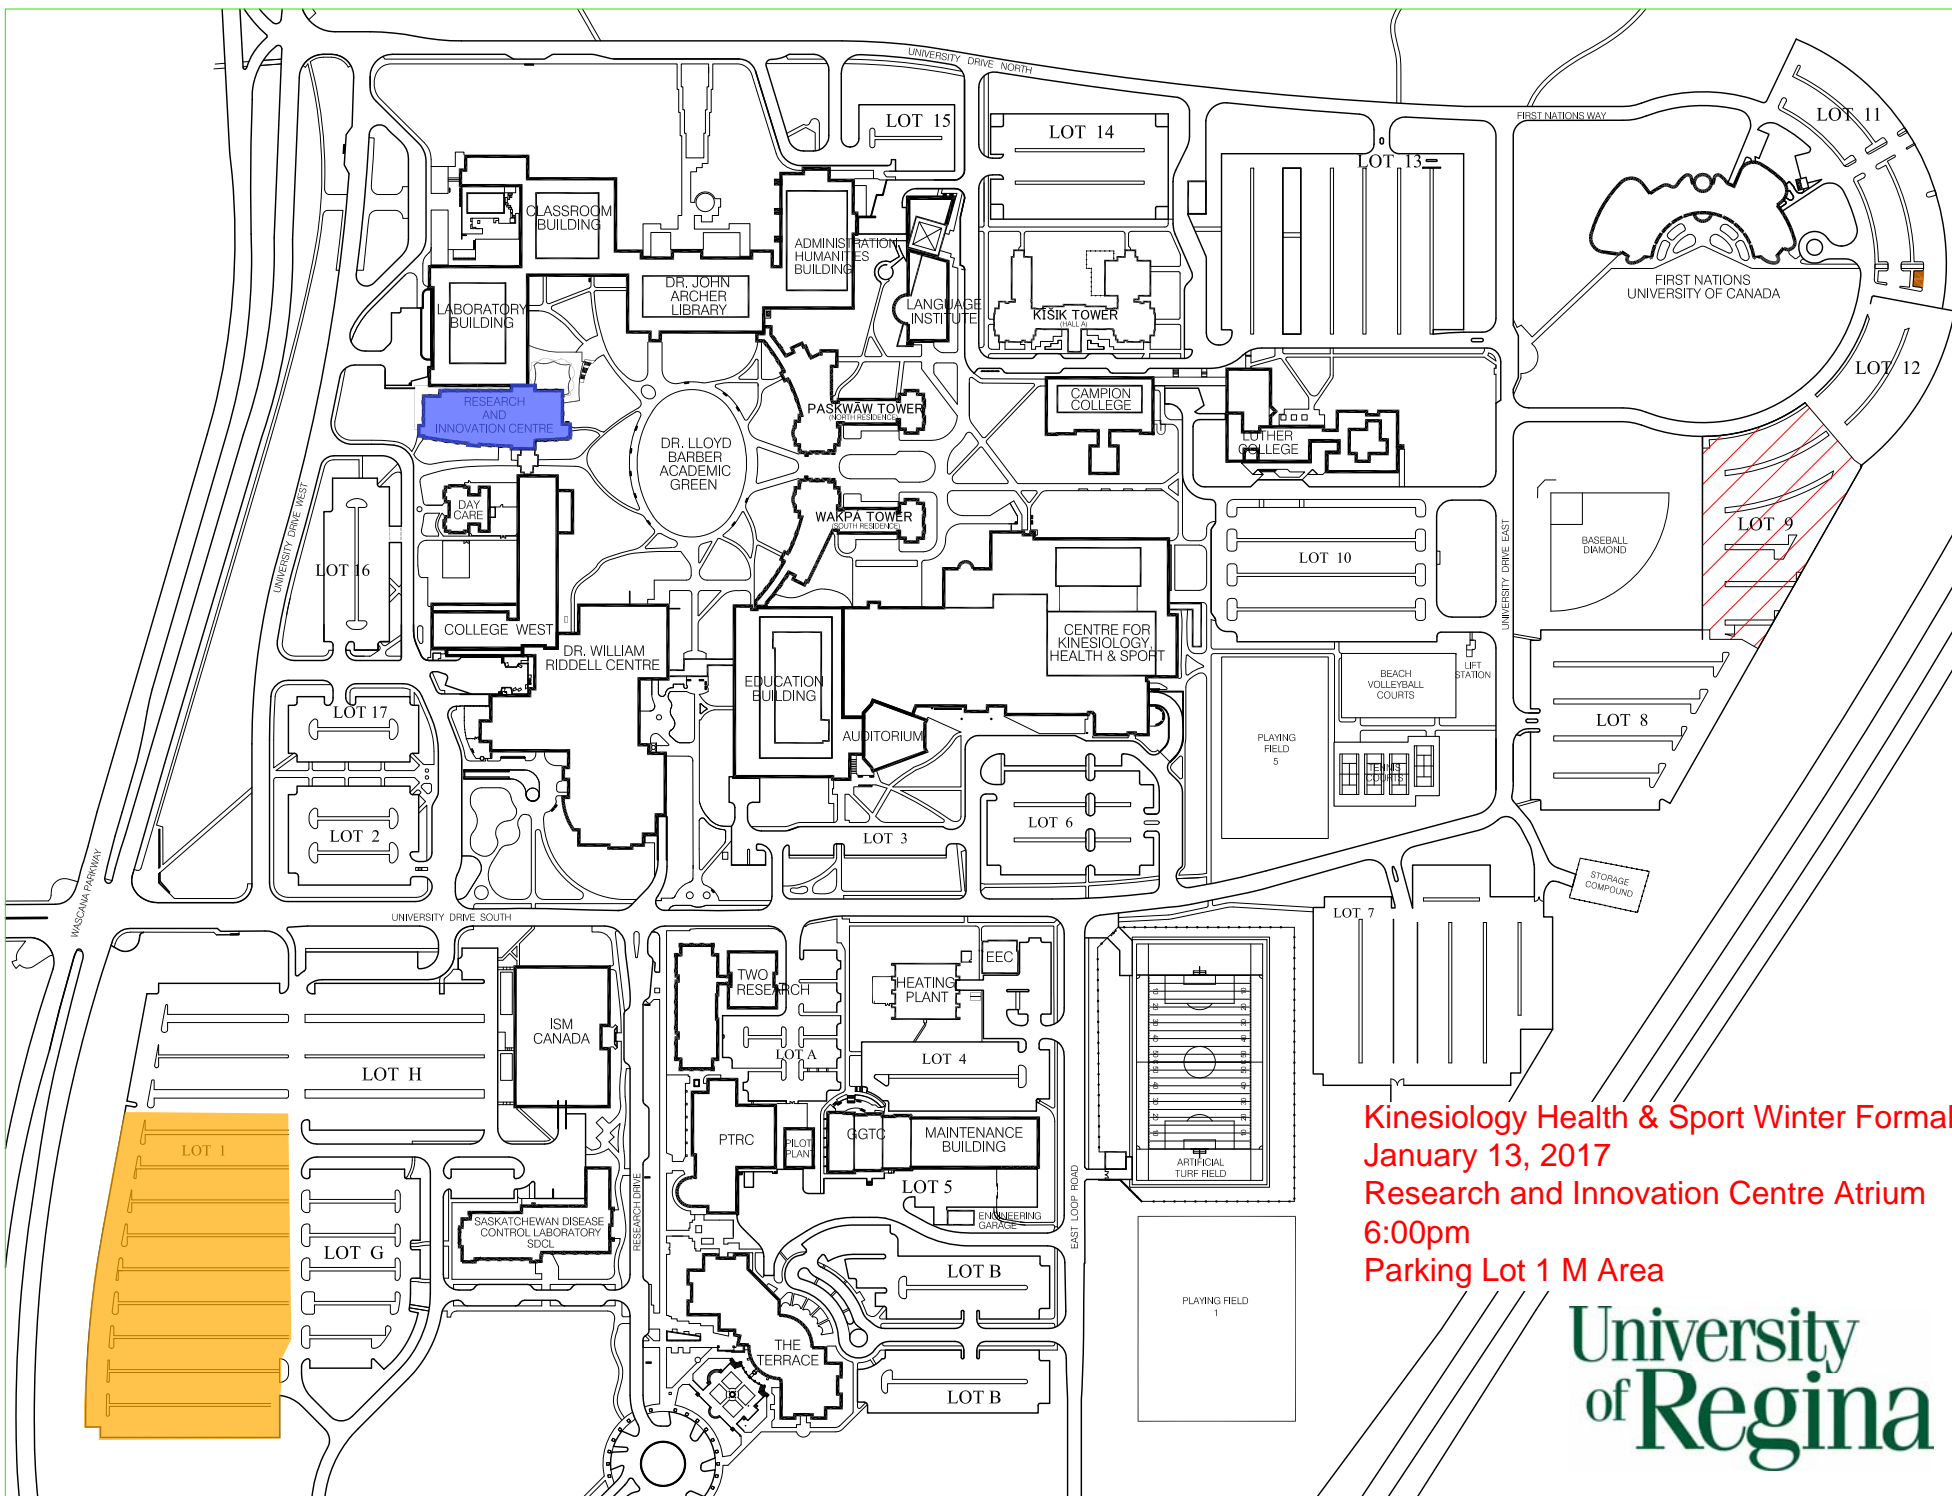 UNIVERSITY DRIVE NORTH
FIRST NATIONS WAY
LOT 11
LOT 15
LOT 14
LOT 13
CLASSROOM
BUILDING
ADMINISTRATION
HUMANITIES
BUILDING
DR. JOHN
ARCHER
LIBRARY
LABORATORY
BUILDING
LANGUAGE
INSTITUTE
KĪŠIK TOWER
(HALL A)
FIRST NATIONS
UNIVERSITY OF CANADA
LOT 12
RESEARCH
AND
INNOVATION CENTRE
PASKWĀW TOWER
(NORTH RESIDENCE)
CAMPION
COLLEGE
LUTHER
COLLEGE
DR. LLOYD
BARBER
ACADEMIC
GREEN
DAY
CARE
WAKPÁ TOWER
(SOUTH RESIDENCE)
UNIVERSITY DRIVE WEST
LOT 16
LOT 10
UNIVERSITY DRIVE EAST
BASEBALL
DIAMOND
LOT 9
COLLEGE WEST
DR. WILLIAM
RIDDELL CENTRE
CENTRE FOR
KINESIOLOGY,
HEALTH & SPORT
EDUCATION
BUILDING
AUDITORIUM
BEACH
VOLLEYBALL
COURTS
LIFT
STATION
LOT 17
LOT 8
PLAYING
FIELD
5
TENNIS
COURTS
LOT 2
LOT 3
LOT 6
WASCANA PARKWAY
STORAGE
COMPOUND
UNIVERSITY DRIVE SOUTH
LOT 7
TWO
RESEARCH
HEATING
PLANT
EEC
ISM
CANADA
LOT A
LOT 4
LOT H
PTRC
PILOT
PLANT
GGTC
MAINTENANCE
BUILDING
LOT 1
ARTIFICIAL
TURF FIELD
LOT 5
ENGINEERING
GARAGE
RESEARCH DRIVE
EAST LOOP ROAD
SASKATCHEWAN DISEASE
CONTROL LABORATORY
SDCL
LOT G
LOT B
PLAYING FIELD
1
THE
TERRACE
LOT B
Kinesiology Health & Sport Winter Formal
January 13, 2017
Research and Innovation Centre Atrium
6:00pm
Parking Lot 1 M Area
University
of Regina